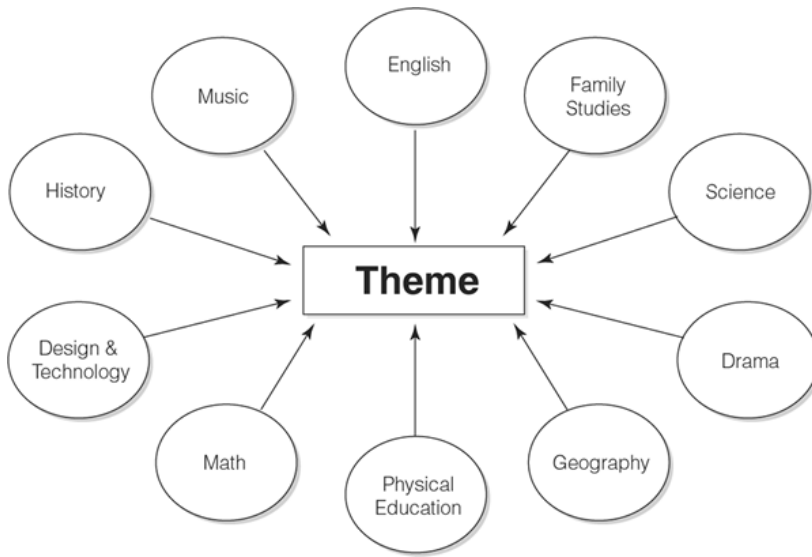 English
Music
Family
Studies
History
Science
Theme
Design &
Technology
Drama
Math
Physical
Education
Geography